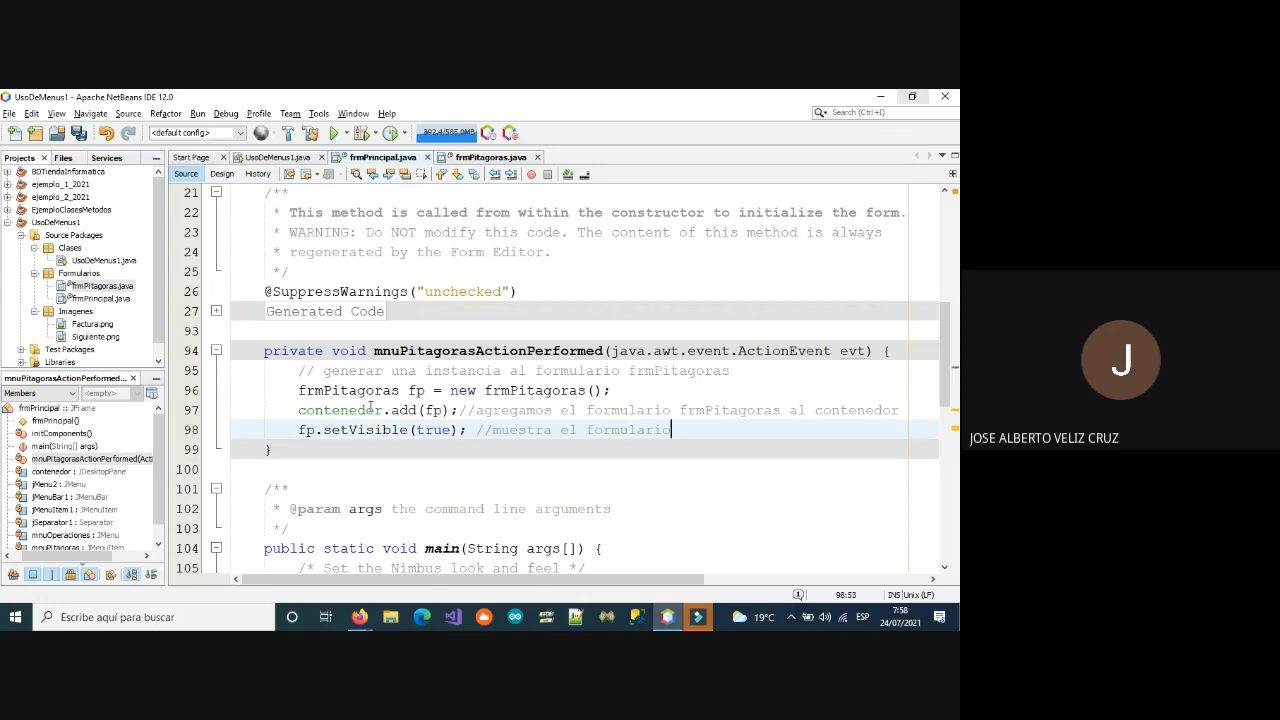 UsoDeMenus1 - Apache NetBeans IDE 12.0
File Edit View Navigate Source Refactor Run Debug Profile Team Tools Window Help
Search (Ctrl+I)
<default config>
392,4/585,0MB
Projects Files Services
Start Page UsoDeMenus1.java frmPrincipal.java frmPitagoras.java
Source Design History
BDTiendaInformatica
ejemplo_1_2021
ejemplo_2_2021
EjemploClasesMetodos
UsoDeMenus1
Source Packages
Clases
UsoDeMenus1.java
Formularios
frmPitagoras.java
frmPrincipal.java
Imagenes
Factura.png
Siguiente.png
Test Packages
Libraries
mnuPitagorasActionPerformed...
Members <empty>
frmPrincipal :: JFrame
frmPrincipal()
initComponents()
main(String[] args)
mnuPitagorasActionPerformed(Acti
contenedor : JDesktopPane
jMenu2 : JMenu
jMenuBar1 : JMenuBar
jMenuItem1 : JMenuItem
jSeparator1 : Separator
mnuOperaciones : JMenu
mnuPitagoras : JMenuItem
21 /**
22 * This method is called from within the constructor to initialize the form.
23 * WARNING: Do NOT modify this code. The content of this method is always
24 * regenerated by the Form Editor.
25 */
26 @SuppressWarnings("unchecked")
27 Generated Code
93
94 private void mnuPitagorasActionPerformed(java.awt.event.ActionEvent evt) {
95 // generar una instancia al formulario frmPitagoras
96 frmPitagoras fp = new frmPitagoras();
97 contenedor.add(fp);//agregamos el formulario frmPitagoras al contenedor
98 fp.setVisible(true); //muestra el formulario
99 }
100
101 /**
102 * @param args the command line arguments
103 */
104 public static void main(String args[]) {
105 /* Set the Nimbus look and feel */
1 98:53 INS Unix (LF)
Escribe aquí para buscar
19°C ESP
7:58
24/07/2021
J
JOSE ALBERTO VELIZ CRUZ